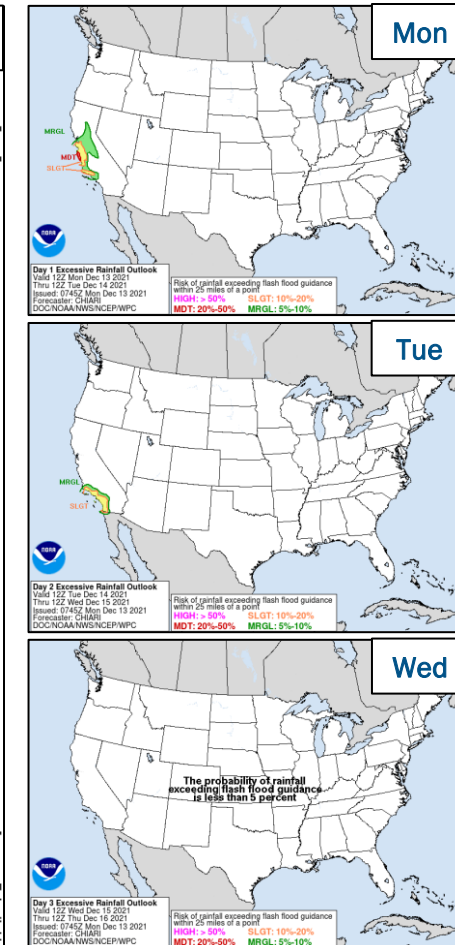 Mon
MRGL
MDT
SLGT
NOAA
Day 1 Excessive Rainfall Outlook
Valid 12Z Mon Dec 13 2021
Thru 12Z Tue Dec 14 2021
Issued: 0745Z Mon Dec 13 2021
Forecaster: CHIARI
DOC/NOAA/NWS/NCEP/WPC
Risk of rainfall exceeding flash flood guidance
within 25 miles of a point
HIGH: > 50% SLGT: 10%-20%
MDT: 20%-50% MRGL: 5%-10%
Tue
MRGL
SLGT
NOAA
Day 2 Excessive Rainfall Outlook
Valid 12Z Tue Dec 14 2021
Thru 12Z Wed Dec 15 2021
Issued: 0745Z Mon Dec 13 2021
Forecaster: CHIARI
DOC/NOAA/NWS/NCEP/WPC
Risk of rainfall exceeding flash flood guidance
within 25 miles of a point
HIGH: > 50% SLGT: 10%-20%
MDT: 20%-50% MRGL: 5%-10%
Wed
The probability of rainfall
exceeding flash flood guidance
is less than 5 percent
NOAA
Day 3 Excessive Rainfall Outlook
Valid 12Z Wed Dec 15 2021
Thru 12Z Thu Dec 16 2021
Issued: 0745Z Mon Dec 13 2021
Forecaster: CHIARI
DOC/NOAA/NWS/NCEP/WPC
Risk of rainfall exceeding flash flood guidance
within 25 miles of a point
HIGH: > 50% SLGT: 10%-20%
MDT: 20%-50% MRGL: 5%-10%